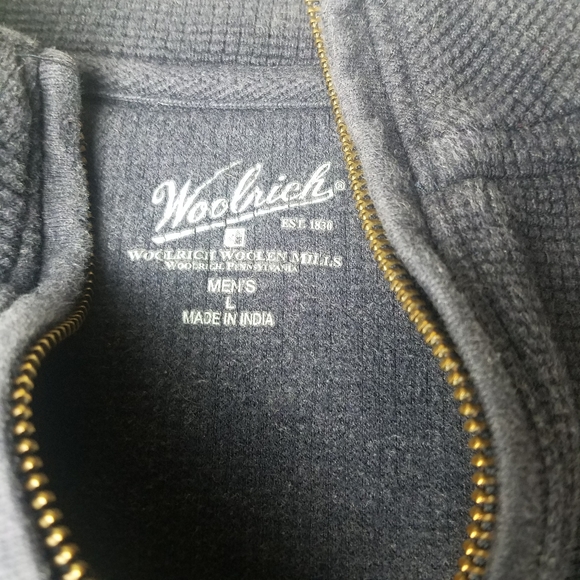 Woolrich®
EST. 1830
WOOLRICH WOOLEN MILLS
WOOLRICH, PENNSYLVANIA
MEN'S
L
MADE IN INDIA